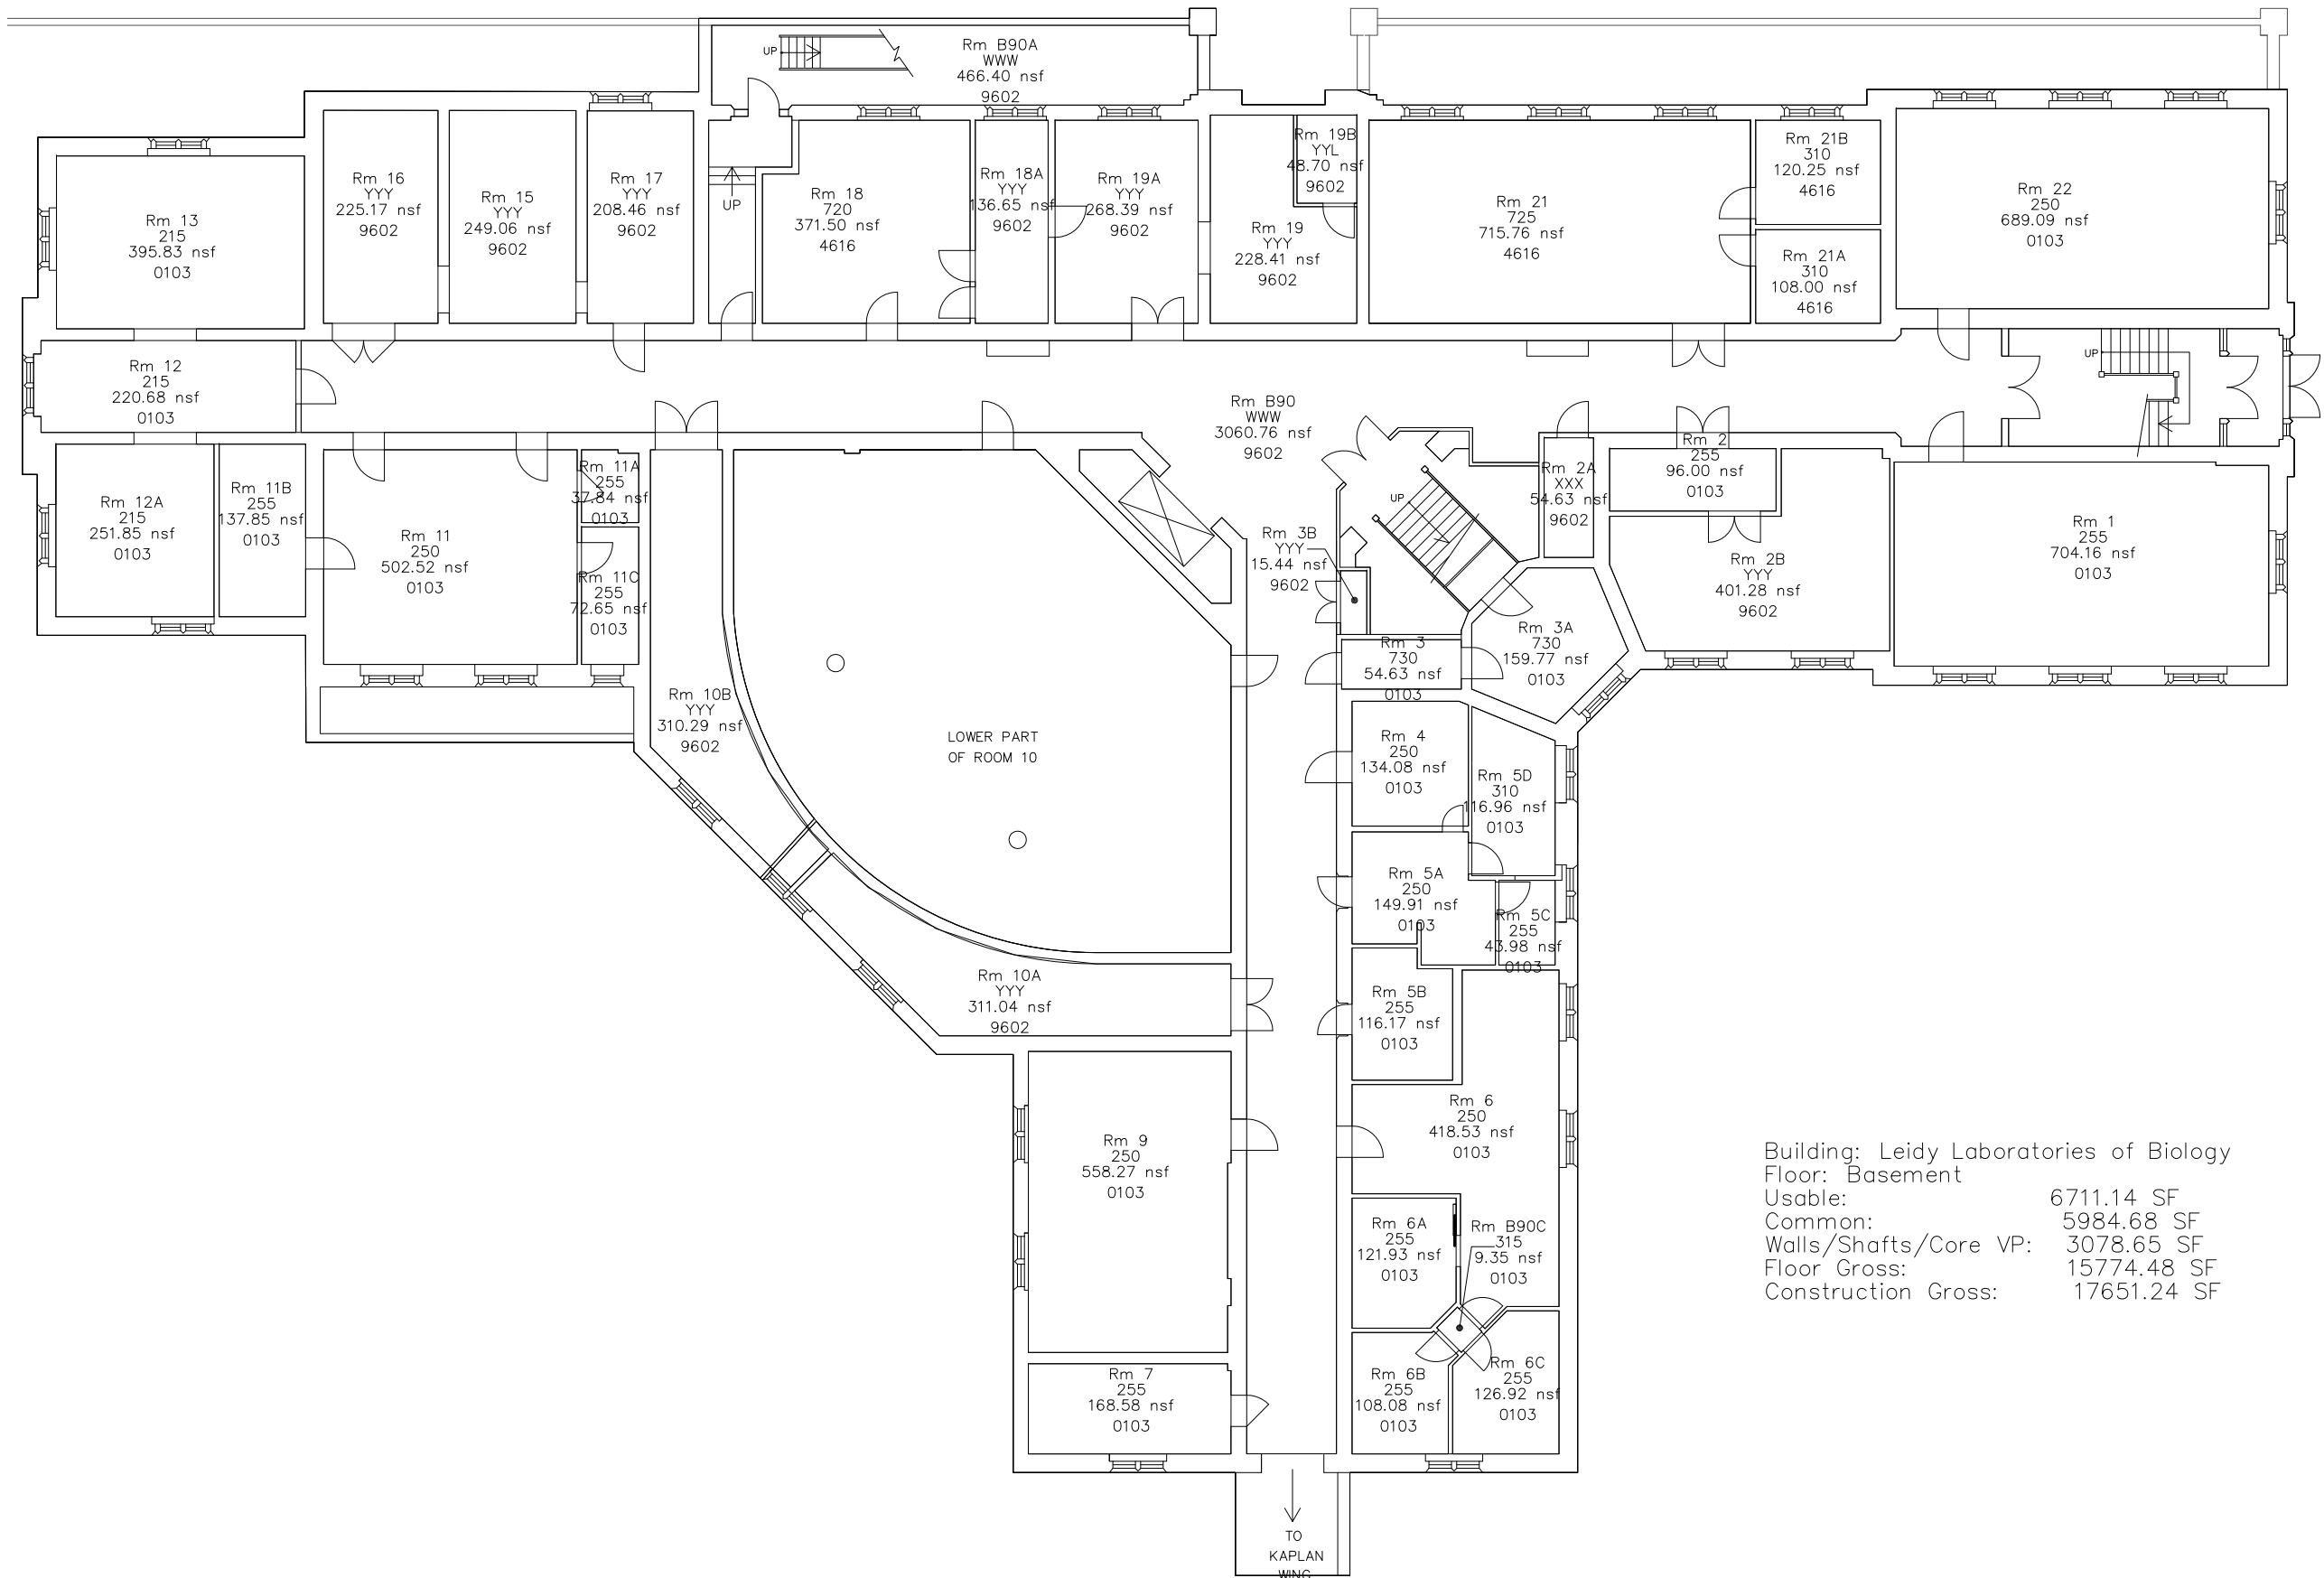 UP
Rm B90A
WWW
466.40 nsf
9602
Rm 13
215
395.83 nsf
0103
Rm 16
YYY
225.17 nsf
9602
Rm 15
YYY
249.06 nsf
9602
Rm 17
YYY
208.46 nsf
9602
UP
Rm 18
720
371.50 nsf
4616
Rm 18A
YYY
136.65 nsf
9602
Rm 19A
YYY
268.39 nsf
9602
Rm 19B
YYL
48.70 nsf
9602
Rm 19
YYY
228.41 nsf
9602
Rm 21
725
715.76 nsf
4616
Rm 21B
310
120.25 nsf
4616
Rm 21A
310
108.00 nsf
4616
Rm 22
250
689.09 nsf
0103
Rm 12
215
220.68 nsf
0103
Rm B90
WWW
3060.76 nsf
9602
UP
Rm 12A
215
251.85 nsf
0103
Rm 11B
255
137.85 nsf
0103
Rm 11
250
502.52 nsf
0103
Rm 11A
255
37.84 nsf
0103
Rm 11C
255
72.65 nsf
0103
UP
Rm 3B
YYY
15.44 nsf
9602
Rm 2A
XXX
54.63 nsf
9602
Rm 2
255
96.00 nsf
0103
Rm 2B
YYY
401.28 nsf
9602
Rm 1
255
704.16 nsf
0103
Rm 3
730
54.63 nsf
0103
Rm 3A
730
159.77 nsf
0103
Rm 10B
YYY
310.29 nsf
9602
LOWER PART
OF ROOM 10
Rm 4
250
134.08 nsf
0103
Rm 5D
310
116.96 nsf
0103
Rm 5A
250
149.91 nsf
0103
Rm 5C
255
43.98 nsf
0103
Rm 10A
YYY
311.04 nsf
9602
Rm 5B
255
116.17 nsf
0103
Rm 9
250
558.27 nsf
0103
Rm 6
250
418.53 nsf
0103
Rm 6A
255
121.93 nsf
0103
Rm B90C
315
9.35 nsf
0103
Rm 7
255
168.58 nsf
0103
Rm 6B
255
108.08 nsf
0103
Rm 6C
255
126.92 nsf
0103
Building: Leidy Laboratories of Biology
Floor: Basement
Usable: 6711.14 SF
Common: 5984.68 SF
Walls/Shafts/Core VP: 3078.65 SF
Floor Gross: 15774.48 SF
Construction Gross: 17651.24 SF
TO
KAPLAN
WING